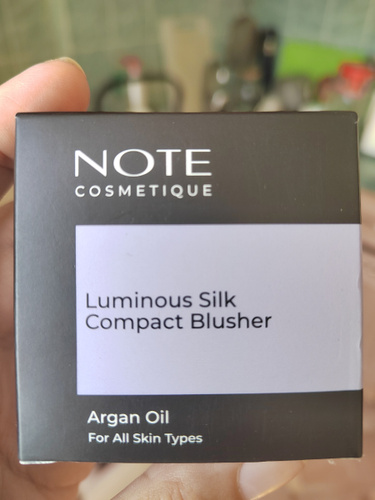 NOTE
COSMETIQUE
Luminous Silk
Compact Blusher
Argan Oil
For All Skin Types